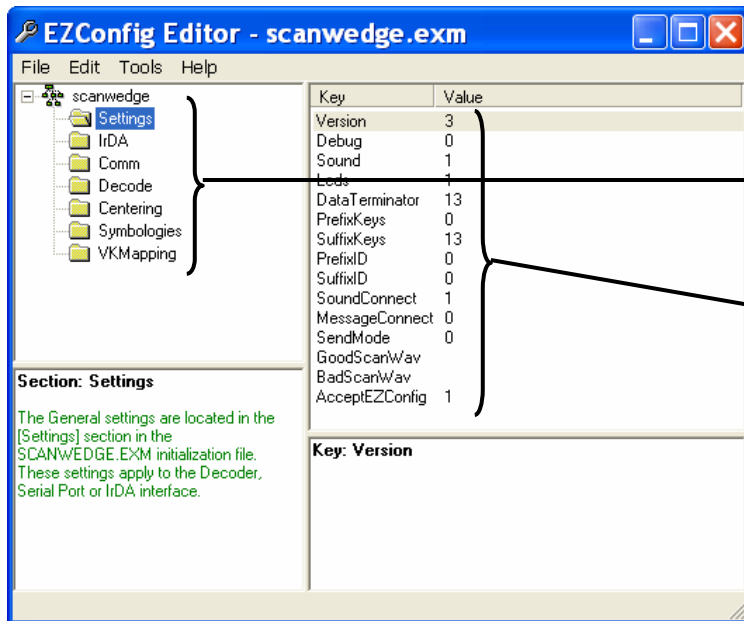 EZConfig Editor - scanwedge.exm
File Edit Tools Help
scanwedge
Settings
IrDA
Comm
Decode
Centering
Symbologies
VKMapping
Key Value
Version 3
Debug 0
Sound 1
Leds 1
DataTerminator 13
PrefixKeys 0
SuffixKeys 13
PrefixID 0
SuffixID 0
SoundConnect 1
MessageConnect 0
SendMode 0
GoodScanWav
BadScanWav
AcceptEZConfig 1
Section: Settings
The General settings are located in the
[Settings] section in the
SCANWEDGE.EXM initialization file.
These settings apply to the Decoder,
Serial Port or IrDA interface.
Key: Version